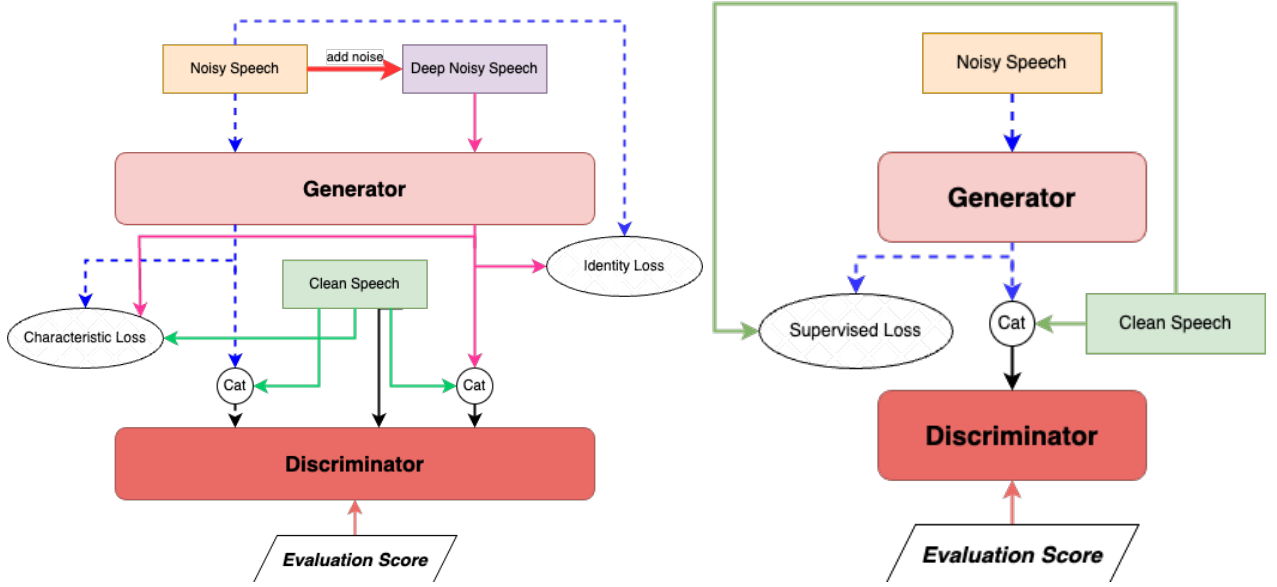 Noisy Speech
add noise
Deep Noisy Speech
Generator
Identity Loss
Clean Speech
Characteristic Loss
Cat
Cat
Discriminator
Evaluation Score
Noisy Speech
Generator
Supervised Loss
Cat
Clean Speech
Discriminator
Evaluation Score